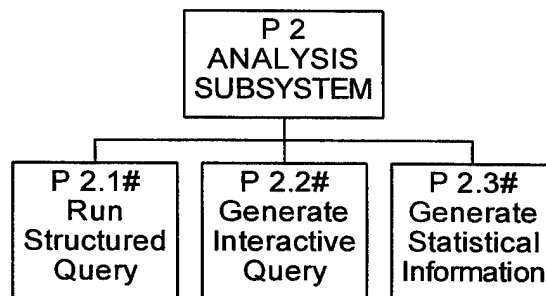 P 2
ANALYSIS
SUBSYSTEM
P 2.1#
Run
Structured
Query
P 2.2#
Generate
Interactive
Query
P 2.3#
Generate
Statistical
Information